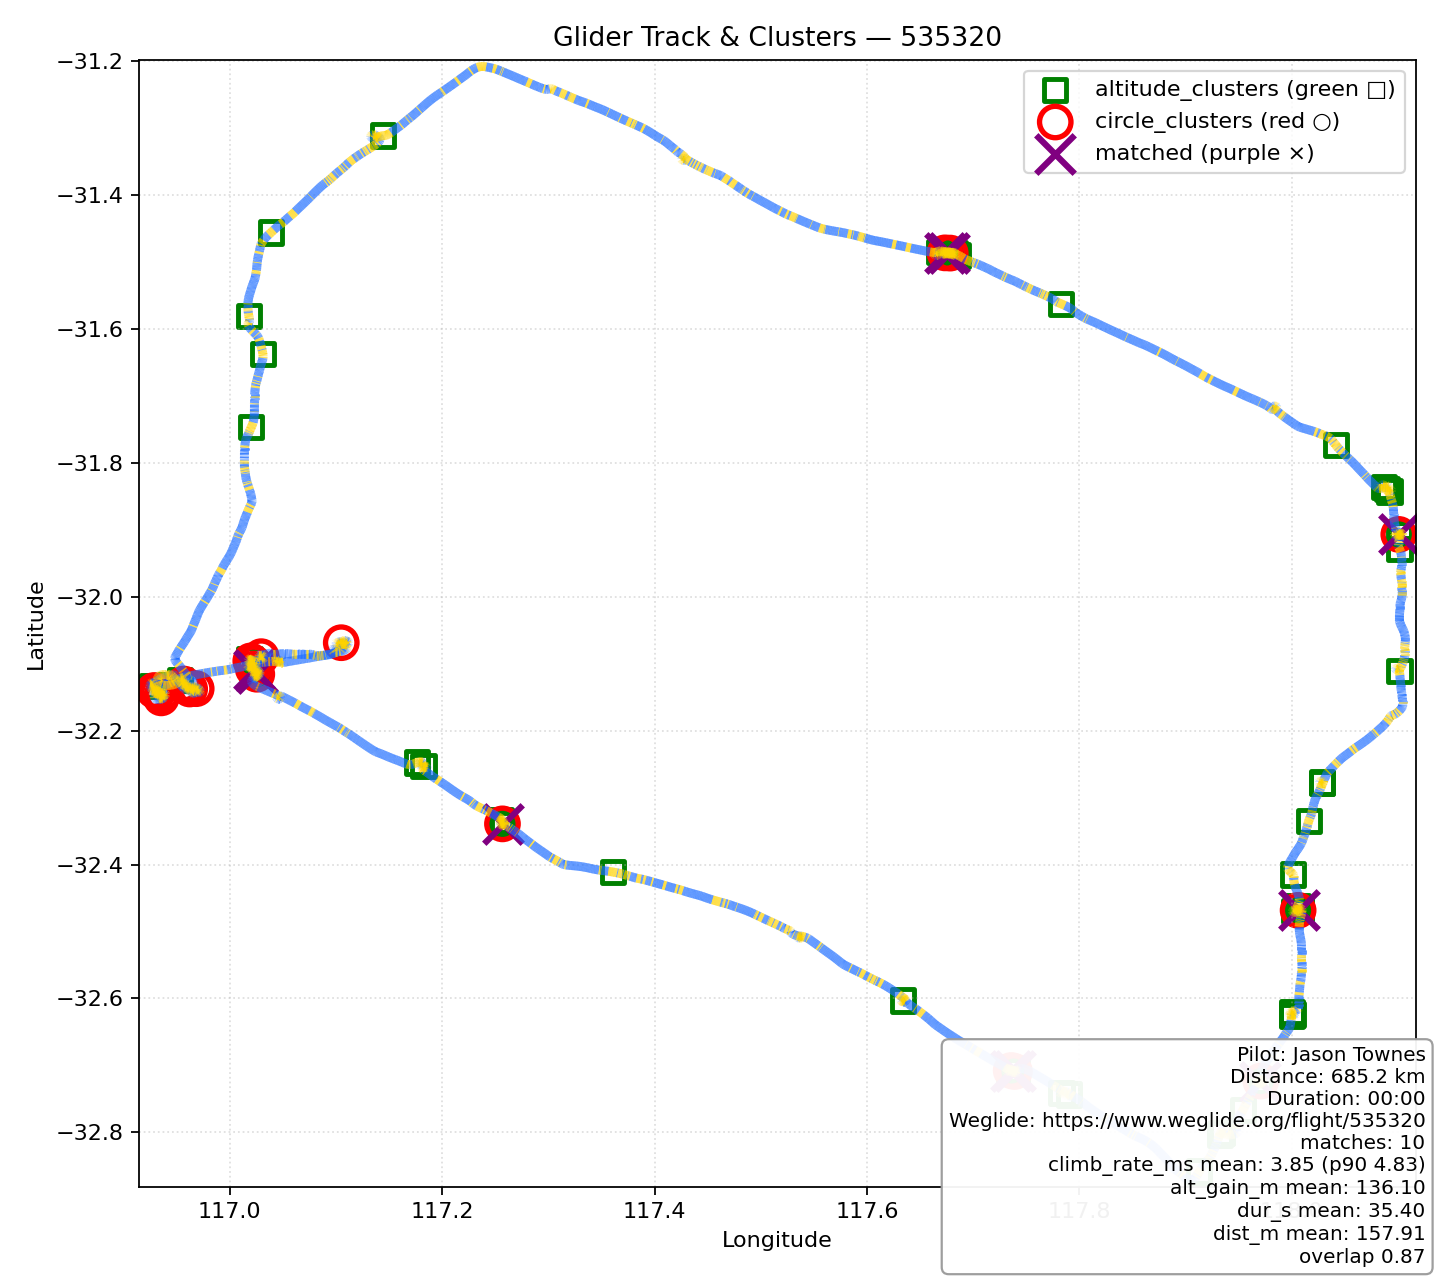 Glider Track & Clusters — 535320
altitude_clusters (green □)
circle_clusters (red ○)
matched (purple ×)
Latitude
−31.2
−31.4
−31.6
−31.8
−32.0
−32.2
−32.4
−32.6
−32.8
117.0
117.2
117.4
117.6
117.8
Longitude
Pilot: Jason Townes
Distance: 685.2 km
Duration: 00:00
Weglide: https://www.weglide.org/flight/535320
matches: 10
climb_rate_ms mean: 3.85 (p90 4.83)
alt_gain_m mean: 136.10
dur_s mean: 35.40
dist_m mean: 157.91
overlap 0.87